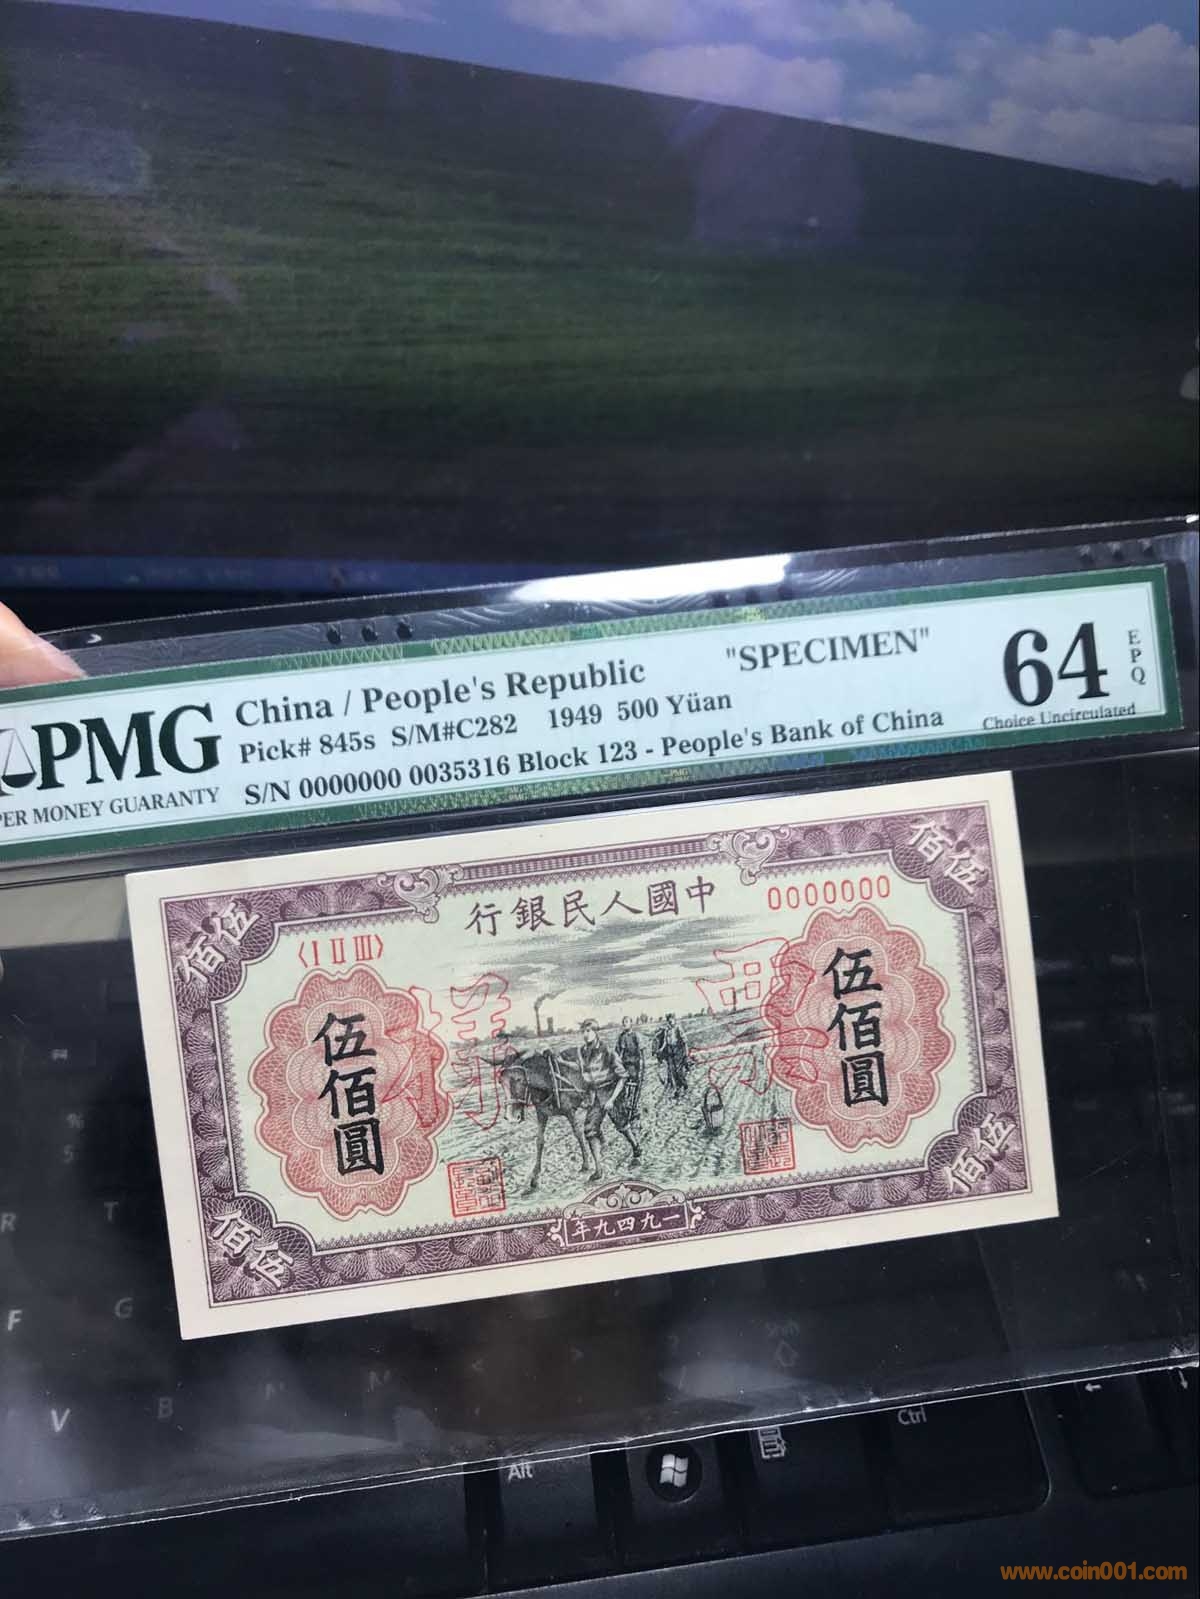 China / People's Republic
"SPECIMEN"
64
EPQ
PMG
Pick# 845s S/M#C282 1949 500 Yüan
Choice Uncirculated
S/N 0000000 0035316 Block 123 - People's Bank of China
PER MONEY GUARANTY
行銀民人國中
0000000
〈I II III〉
佰伍
佰伍
樣
票
伍佰圓
伍佰圓
佰伍
佰伍
年九四九一
R
T
F
G
V
B
N
M
Alt
Ctrl
www.coin001.com